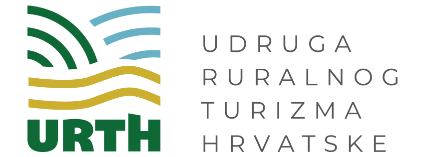 URTH
UDRUGA
RURALNOG
TURIZMA
HRVATSKE